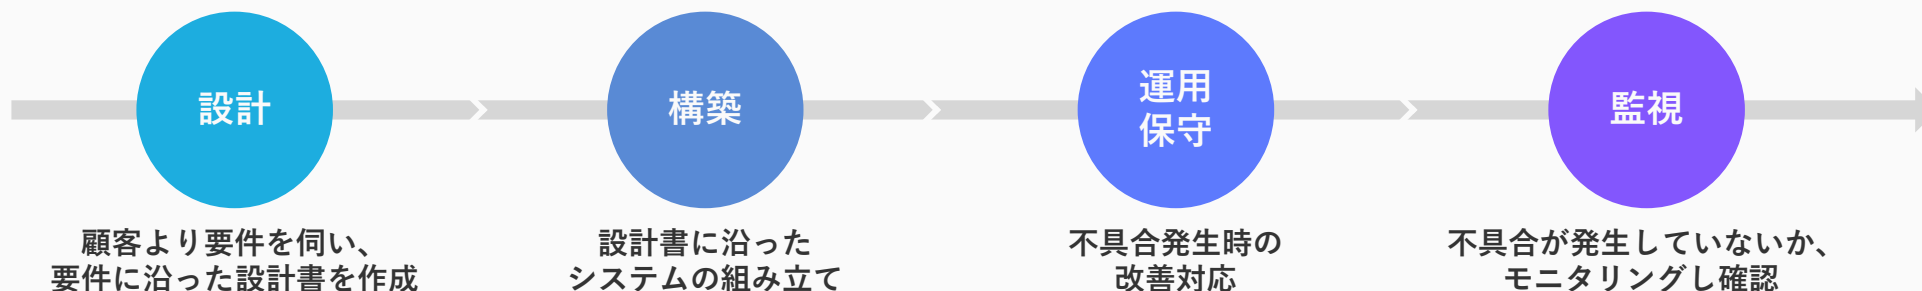 設計
構築
運用
保守
監視
顧客より要件を伺い、
要件に沿った設計書を作成
設計書に沿った
システムの組み立て
不具合発生時の
改善対応
不具合が発生していないか、
モニタリングし確認